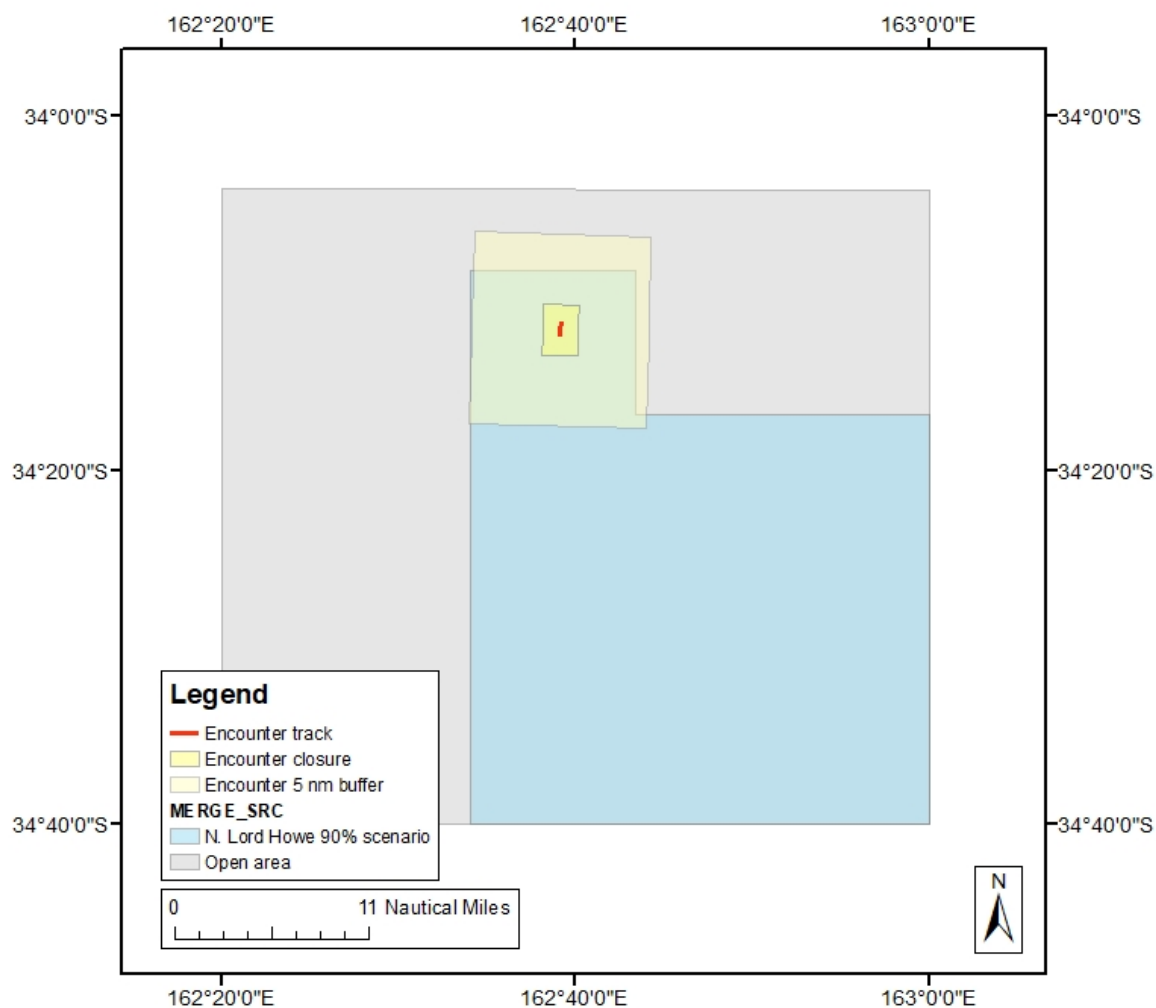 162°20'0"E 162°40'0"E 163°0'0"E
34°0'0"S 34°0'0"S
34°20'0"S 34°20'0"S
34°40'0"S 34°40'0"S
Legend
Encounter track
Encounter closure
Encounter 5 nm buffer
MERGE_SRC
N. Lord Howe 90% scenario
Open area
0 11 Nautical Miles
N
162°20'0"E 162°40'0"E 163°0'0"E